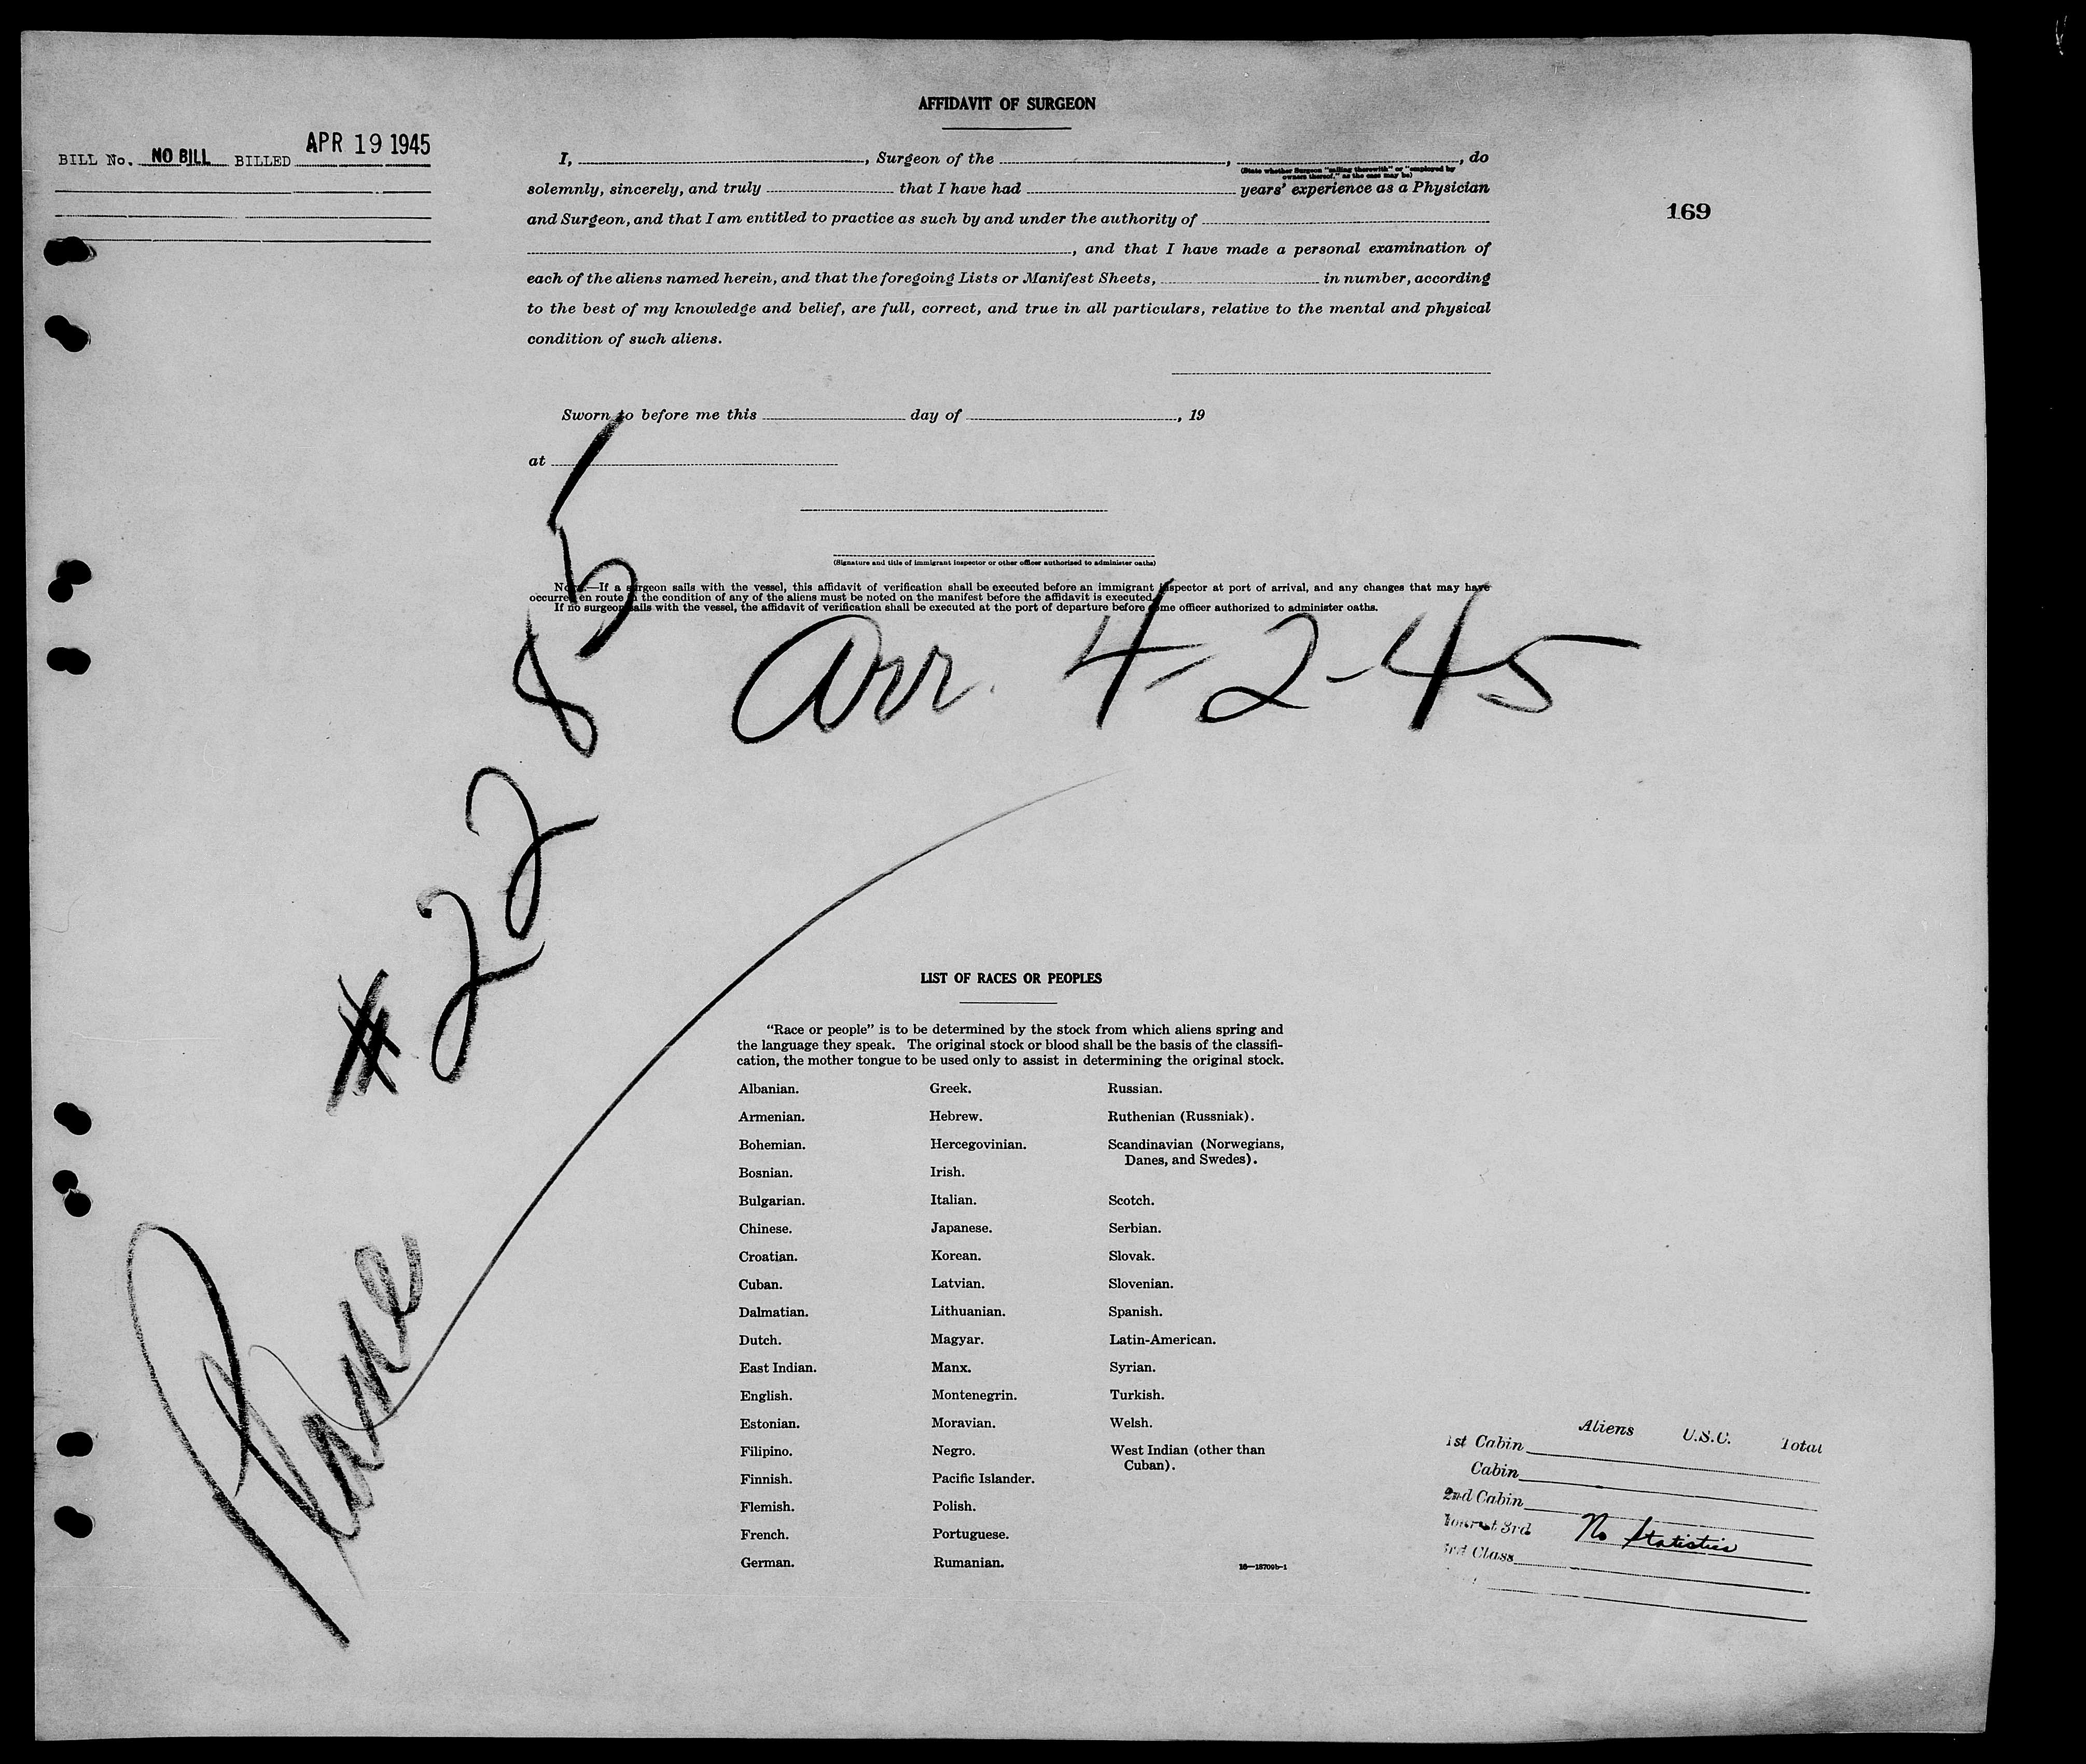 AFFIDAVIT OF SURGEON
BILL No. NO BILL BILLED APR 19 1945
169
I, , Surgeon of the , , do
(State whether Surgeon "sailing therewith" or "employed by
owners thereof," as the case may be)
solemnly, sincerely, and truly that I have had years' experience as a Physician
and Surgeon, and that I am entitled to practice as such by and under the authority of
, and that I have made a personal examination of
each of the aliens named herein, and that the foregoing Lists or Manifest Sheets, in number, according
to the best of my knowledge and belief, are full, correct, and true in all particulars, relative to the mental and physical
condition of such aliens.
Sworn to before me this day of , 19
at
(Signature and title of immigrant inspector or other officer authorized to administer oaths)
NOTE.—If a surgeon sails with the vessel, this affidavit of verification shall be executed before an immigrant inspector at port of arrival, and any changes that may have
occurred en route in the condition of any of the aliens must be noted on the manifest before the affidavit is executed.
If no surgeon sails with the vessel, the affidavit of verification shall be executed at the port of departure before some officer authorized to administer oaths.
Arr. 4-2-45
# 2285
Plane
LIST OF RACES OR PEOPLES
"Race or people" is to be determined by the stock from which aliens spring and
the language they speak. The original stock or blood shall be the basis of the classifi-
cation, the mother tongue to be used only to assist in determining the original stock.
Albanian.
Armenian.
Bohemian.
Bosnian.
Bulgarian.
Chinese.
Croatian.
Cuban.
Dalmatian.
Dutch.
East Indian.
English.
Estonian.
Filipino.
Finnish.
Flemish.
French.
German.
Greek.
Hebrew.
Hercegovinian.
Irish.
Italian.
Japanese.
Korean.
Latvian.
Lithuanian.
Magyar.
Manx.
Montenegrin.
Moravian.
Negro.
Pacific Islander.
Polish.
Portuguese.
Rumanian.
Russian.
Ruthenian (Russniak).
Scandinavian (Norwegians,
Danes, and Swedes).
Scotch.
Serbian.
Slovak.
Slovenian.
Spanish.
Latin-American.
Syrian.
Turkish.
Welsh.
West Indian (other than
Cuban).
16—18709b-1
Aliens U.S.C. Total
1st Cabin
Cabin
2nd Cabin
Tourist 3rd No Statistics
3rd Class